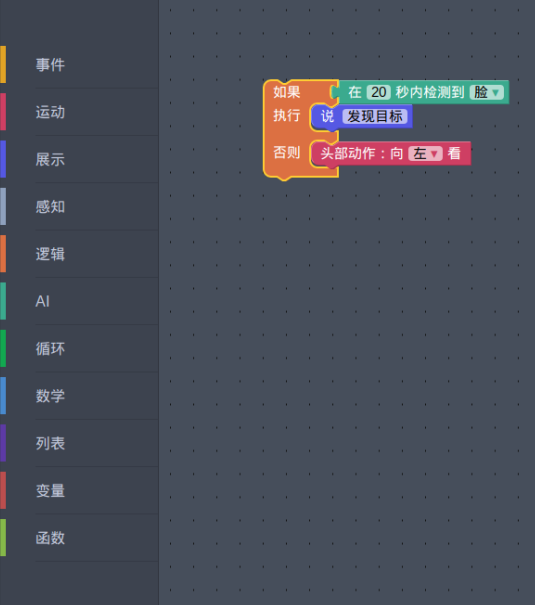 事件
运动
展示
感知
逻辑
AI
循环
数学
列表
变量
函数
如果 在 20 秒内检测到 脸
执行 说 发现目标
否则 头部动作：向 左 看